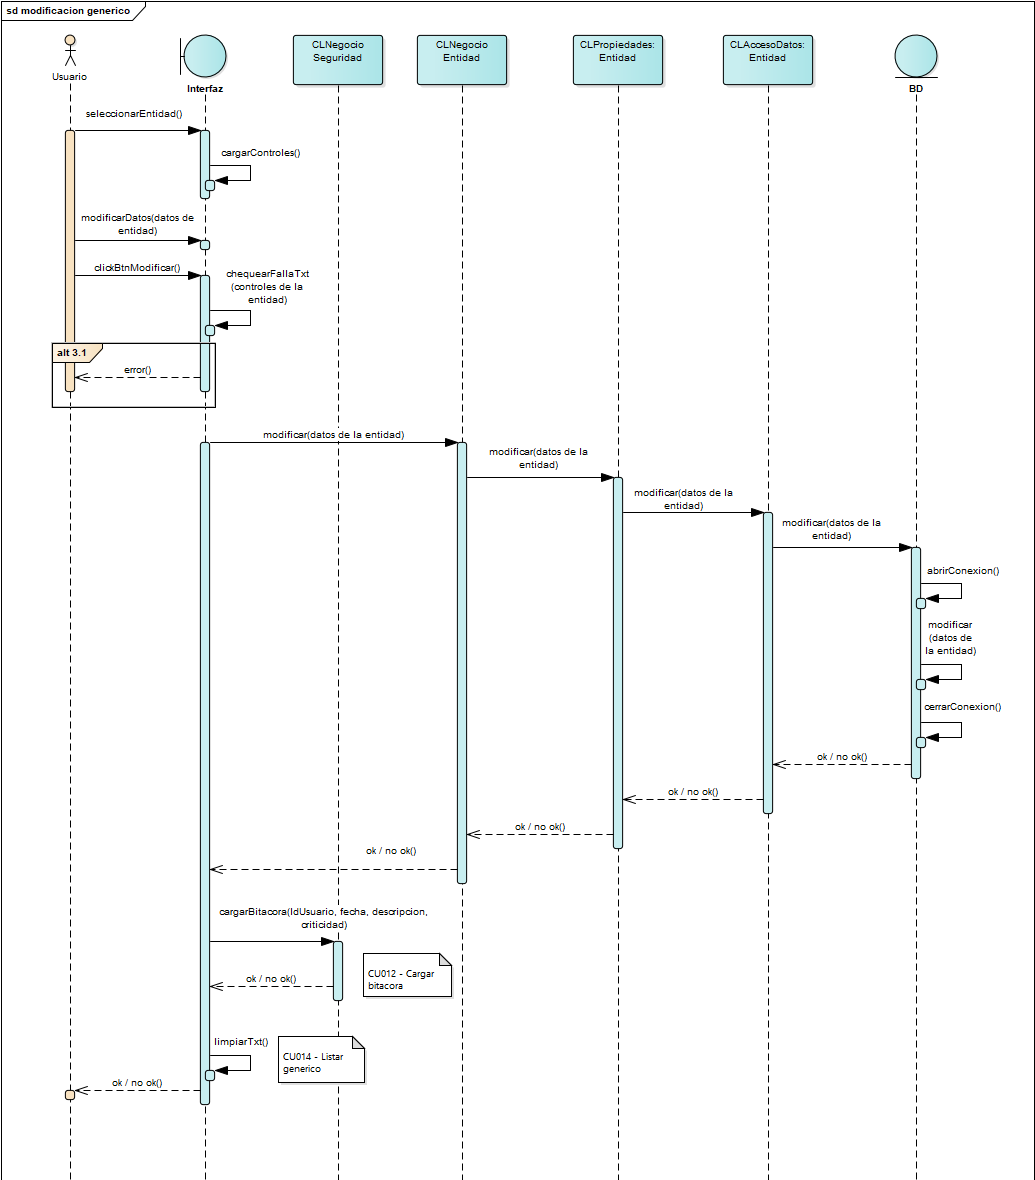 sd modificacion generico
Usuario
Interfaz
CLNegocio
Seguridad
CLNegocio
Entidad
CLPropiedades:
Entidad
CLAccesoDatos:
Entidad
BD
seleccionarEntidad()
cargarControles()
modificarDatos(datos de
entidad)
clickBtnModificar()
chequearFallaTxt
(controles de la
entidad)
alt 3.1
error()
modificar(datos de la entidad)
modificar(datos de la
entidad)
modificar(datos de la
entidad)
modificar(datos de la
entidad)
abrirConexion()
modificar
(datos de
la entidad)
cerrarConexion()
ok / no ok()
ok / no ok()
ok / no ok()
ok / no ok()
cargarBitacora(IdUsuario, fecha, descripcion,
criticidad)
CU012 - Cargar
bitacora
ok / no ok()
limpiarTxt()
CU014 - Listar
generico
ok / no ok()